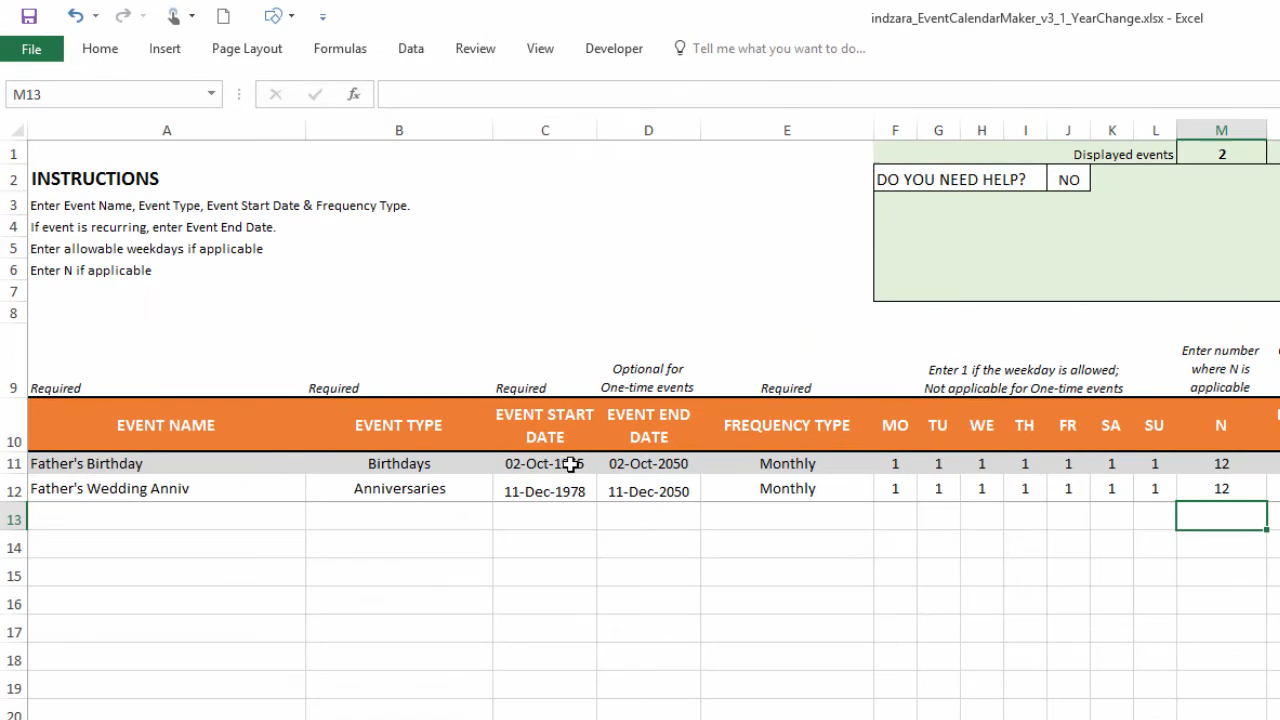 indzara_EventCalendarMaker_v3_1_YearChange.xlsx - Excel
File Home Insert Page Layout Formulas Data Review View Developer Tell me what you want to do...
M13 fx
A B C D E F G H I J K L M
1 Displayed events 2
2 INSTRUCTIONS DO YOU NEED HELP? NO
3 Enter Event Name, Event Type, Event Start Date & Frequency Type.
4 If event is recurring, enter Event End Date.
5 Enter allowable weekdays if applicable
6 Enter N if applicable
7
8
Enter number
Optional for Enter 1 if the weekday is allowed; where N is
9 Required Required Required One-time events Required Not applicable for One-time events applicable
EVENT START EVENT END
EVENT NAME EVENT TYPE FREQUENCY TYPE MO TU WE TH FR SA SU N
10 DATE DATE
11 Father's Birthday Birthdays 02-Oct-2050 Monthly 1 1 1 1 1 1 1 12
12 Father's Wedding Anniv Anniversaries 11-Dec-1978 11-Dec-2050 Monthly 1 1 1 1 1 1 1 12
13
14
15
16
17
18
19
20